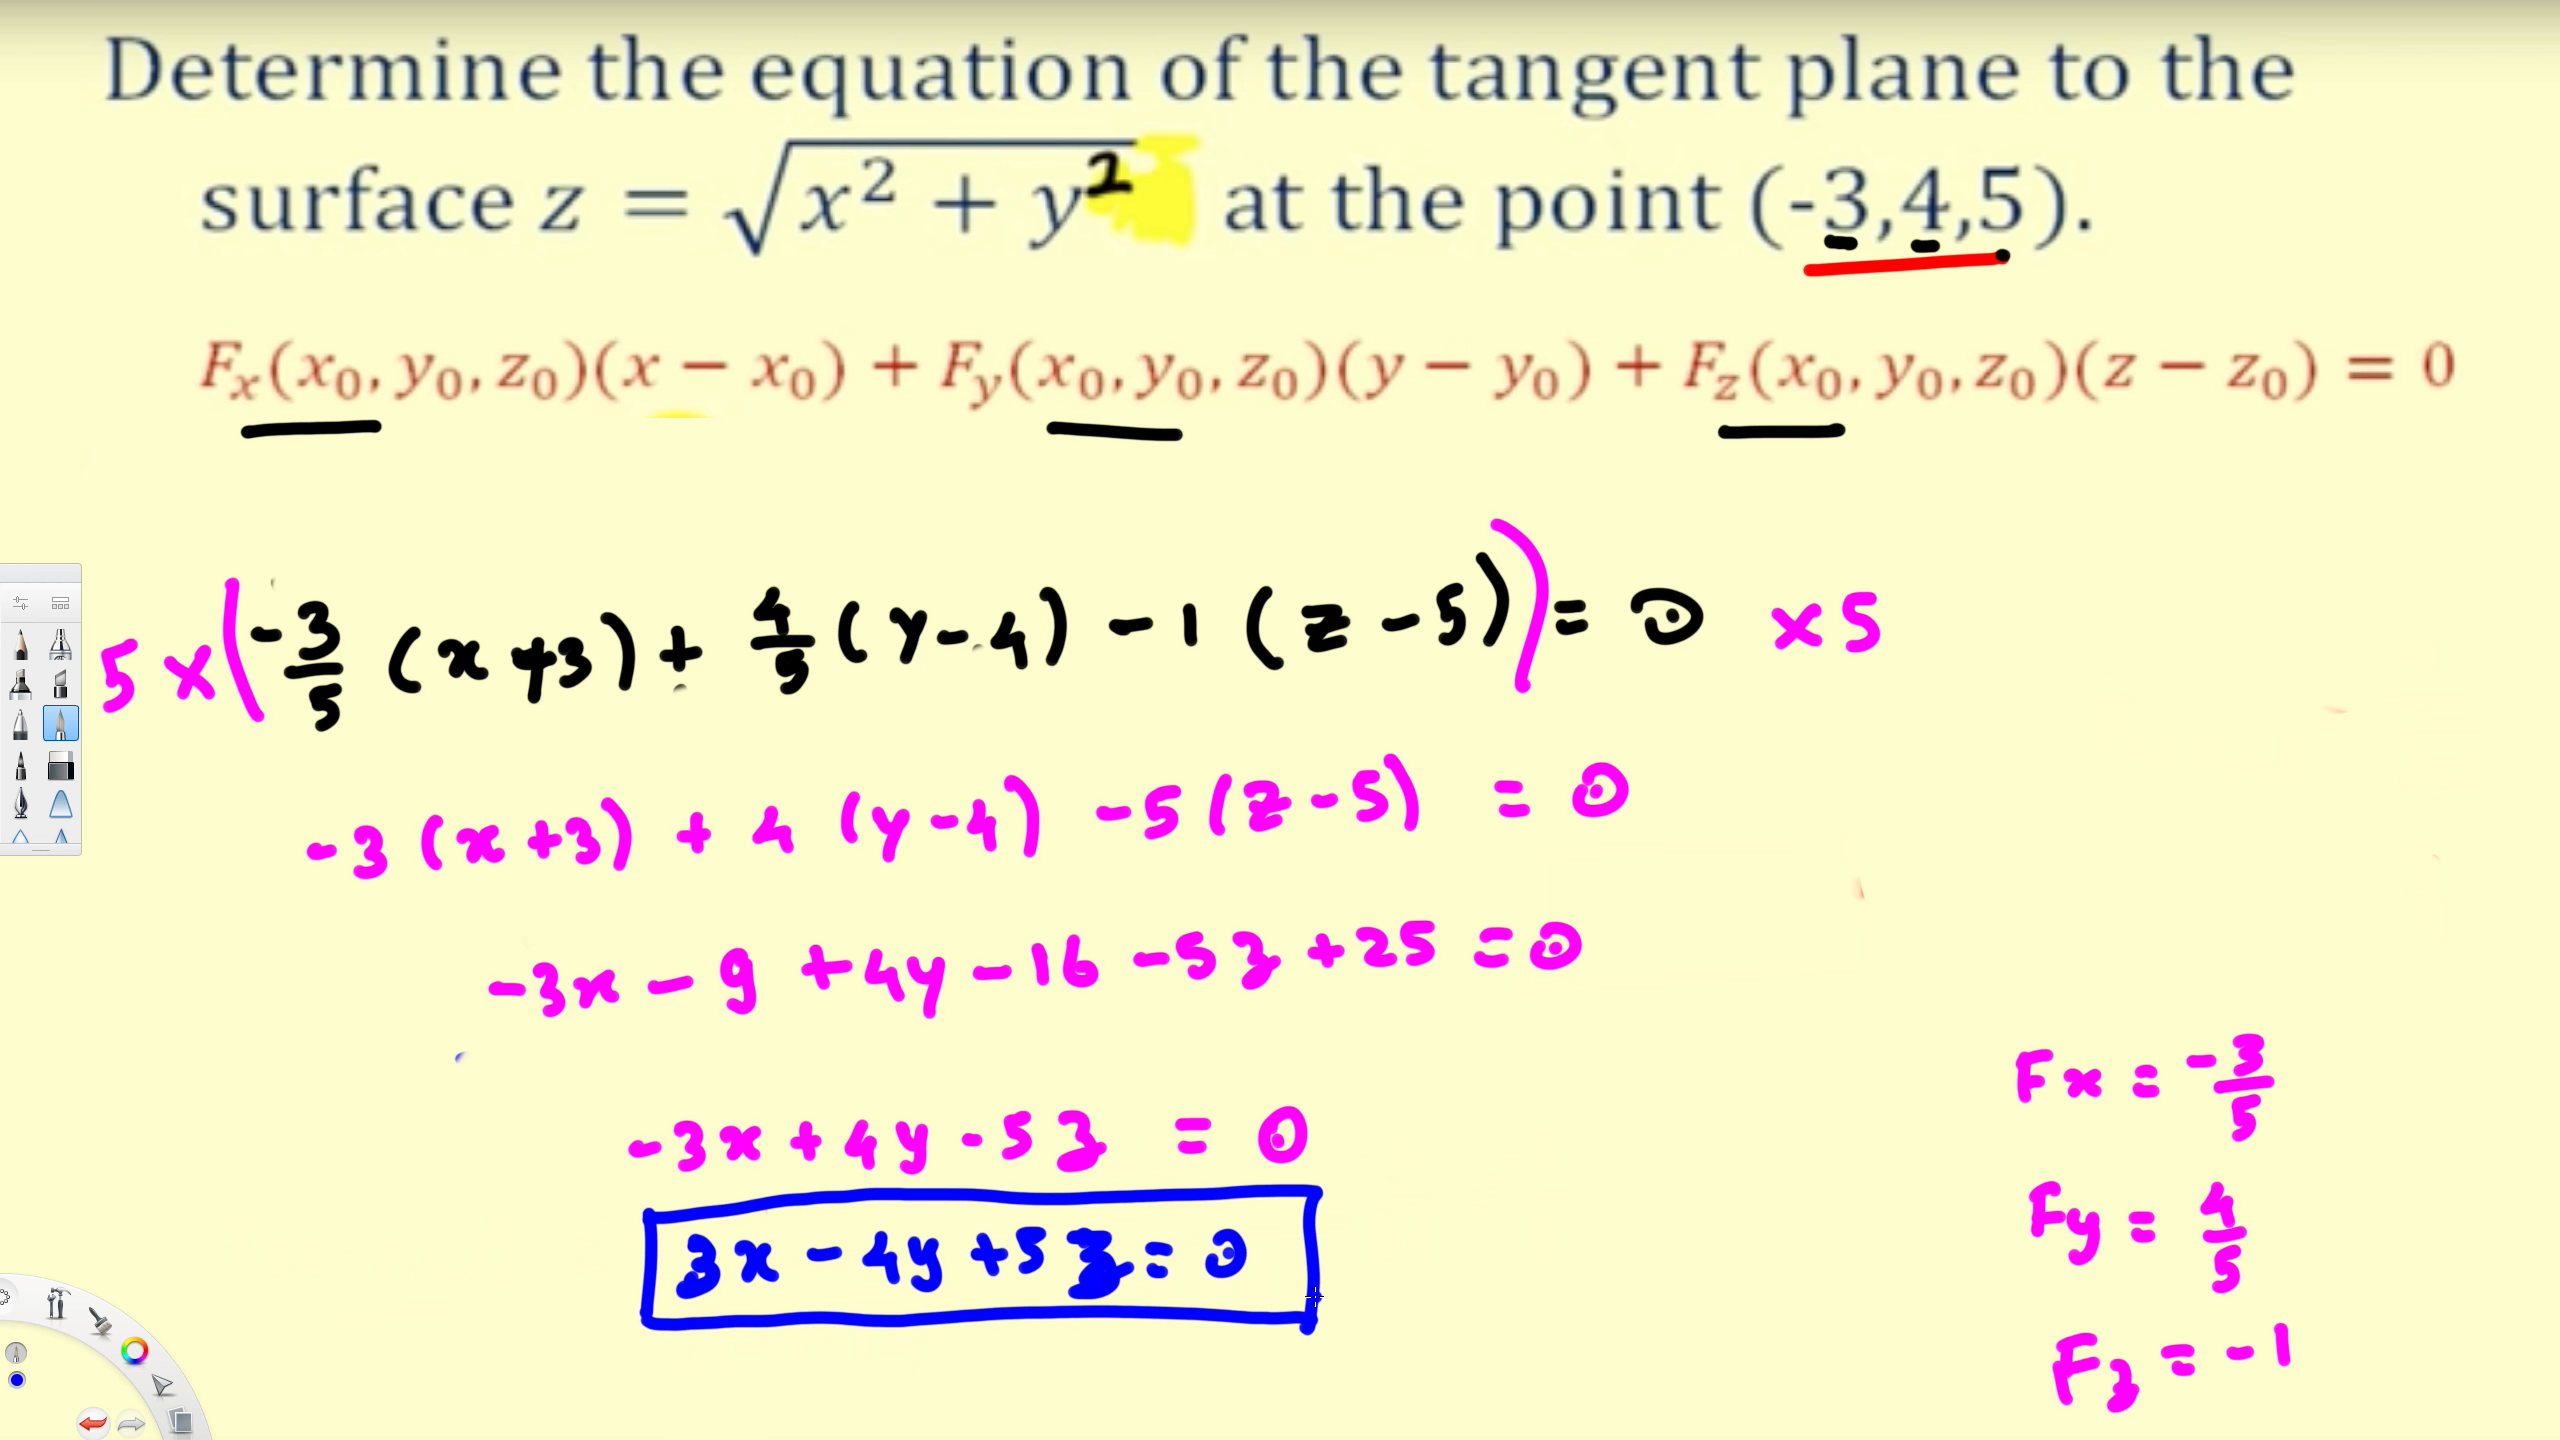 Determine the equation of the tangent plane to the
surface z = √(x² + y²) at the point (-3,4,5).
Fₓ(x₀, y₀, z₀)(x − x₀) + F_y(x₀, y₀, z₀)(y − y₀) + F_z(x₀, y₀, z₀)(z − z₀) = 0
5 × (-3/5 (x+3) + 4/5 (y-4) - 1 (z-5)) = 0 × 5
-3 (x+3) + 4 (y-4) -5 (z-5) = 0
-3x - 9 + 4y - 16 - 5z + 25 = 0
-3x + 4y - 5z = 0
3x - 4y + 5z = 0
Fx = -3/5
Fy = 4/5
Fz = -1